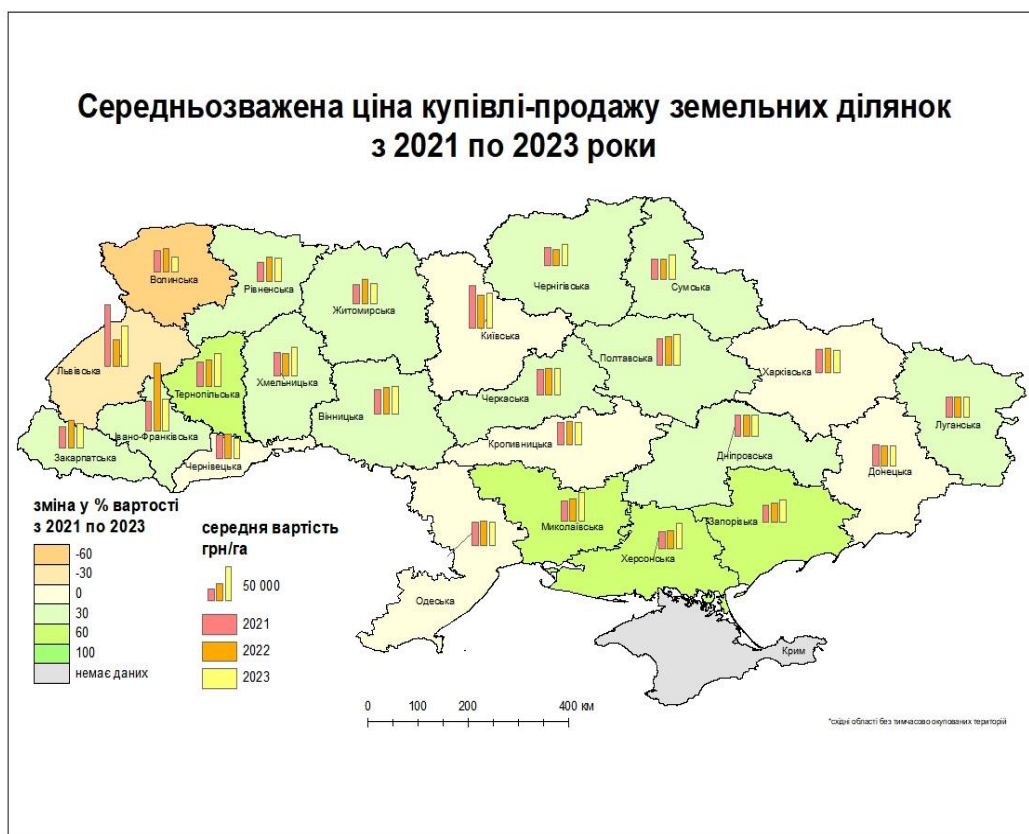 Середньозважена ціна купівлі-продажу земельних ділянок
з 2021 по 2023 роки
Волинська
Рівненська
Житомирська
Київська
Чернігівська
Сумська
Львівська
Тернопільська
Хмельницька
Вінницька
Черкаська
Полтавська
Харківська
Луганська
Закарпатська
Івано-Франківська
Чернівецька
Кропивницька
Дніпровська
Донецька
Миколаївська
Запорівька
Херсонська
Одеська
Крим
зміна у % вартості
з 2021 по 2023
-60
-30
0
30
60
100
немає даних
середня вартість
грн/га
50 000
2021
2022
2023
0 100 200 400 км
*східні області без тимчасово окупованих територій